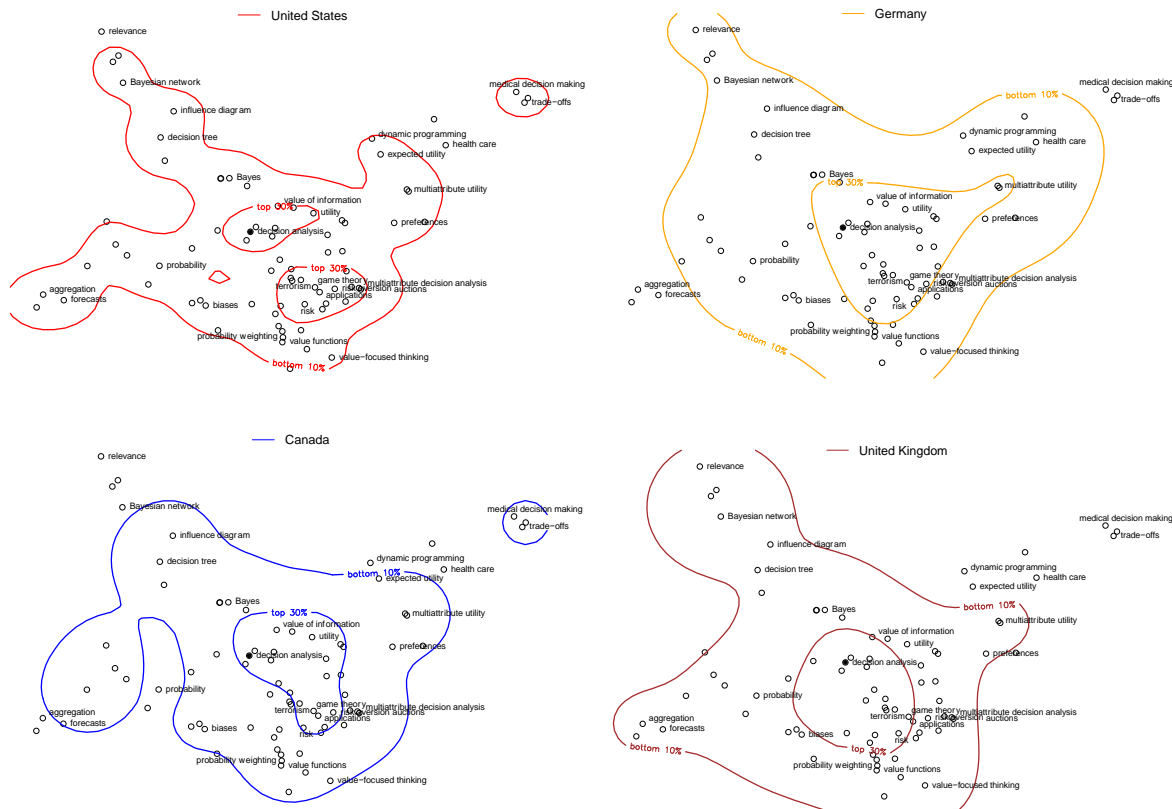 United States
relevance
Bayesian network
influence diagram
decision tree
medical decision making
trade−offs
dynamic programming
health care
expected utility
Bayes
multiattribute utility
value of information
utility
preferences
decision analysis
top 30%
probability
top 30%
game theory
terrorism
multiattribute decision analysis
aggregation
forecasts
applications
biases
risk
probability weighting
value functions
value−focused thinking
bottom 10%
Germany
relevance
Bayesian network
influence diagram
decision tree
bottom 10%
medical decision making
trade−offs
dynamic programming
health care
expected utility
Bayes
top 30%
multiattribute utility
value of information
utility
preferences
decision analysis
probability
game theory
terrorism
multiattribute decision analysis
aggregation
forecasts
applications
biases
risk
probability weighting
value functions
value−focused thinking
bottom 10%
Canada
relevance
Bayesian network
influence diagram
decision tree
medical decision making
trade−offs
dynamic programming
health care
bottom 10%
expected utility
Bayes
top 30%
multiattribute utility
value of information
utility
preferences
decision analysis
probability
game theory
terrorism
multiattribute decision analysis
aggregation
forecasts
applications
biases
risk
probability weighting
value functions
value−focused thinking
United Kingdom
relevance
Bayesian network
influence diagram
decision tree
medical decision making
trade−offs
dynamic programming
health care
expected utility
Bayes
bottom 10%
multiattribute utility
value of information
utility
preferences
decision analysis
probability
game theory
terrorism
multiattribute decision analysis
aggregation
forecasts
applications
biases
risk
top 30%
bottom 10%
probability weighting
value functions
value−focused thinking